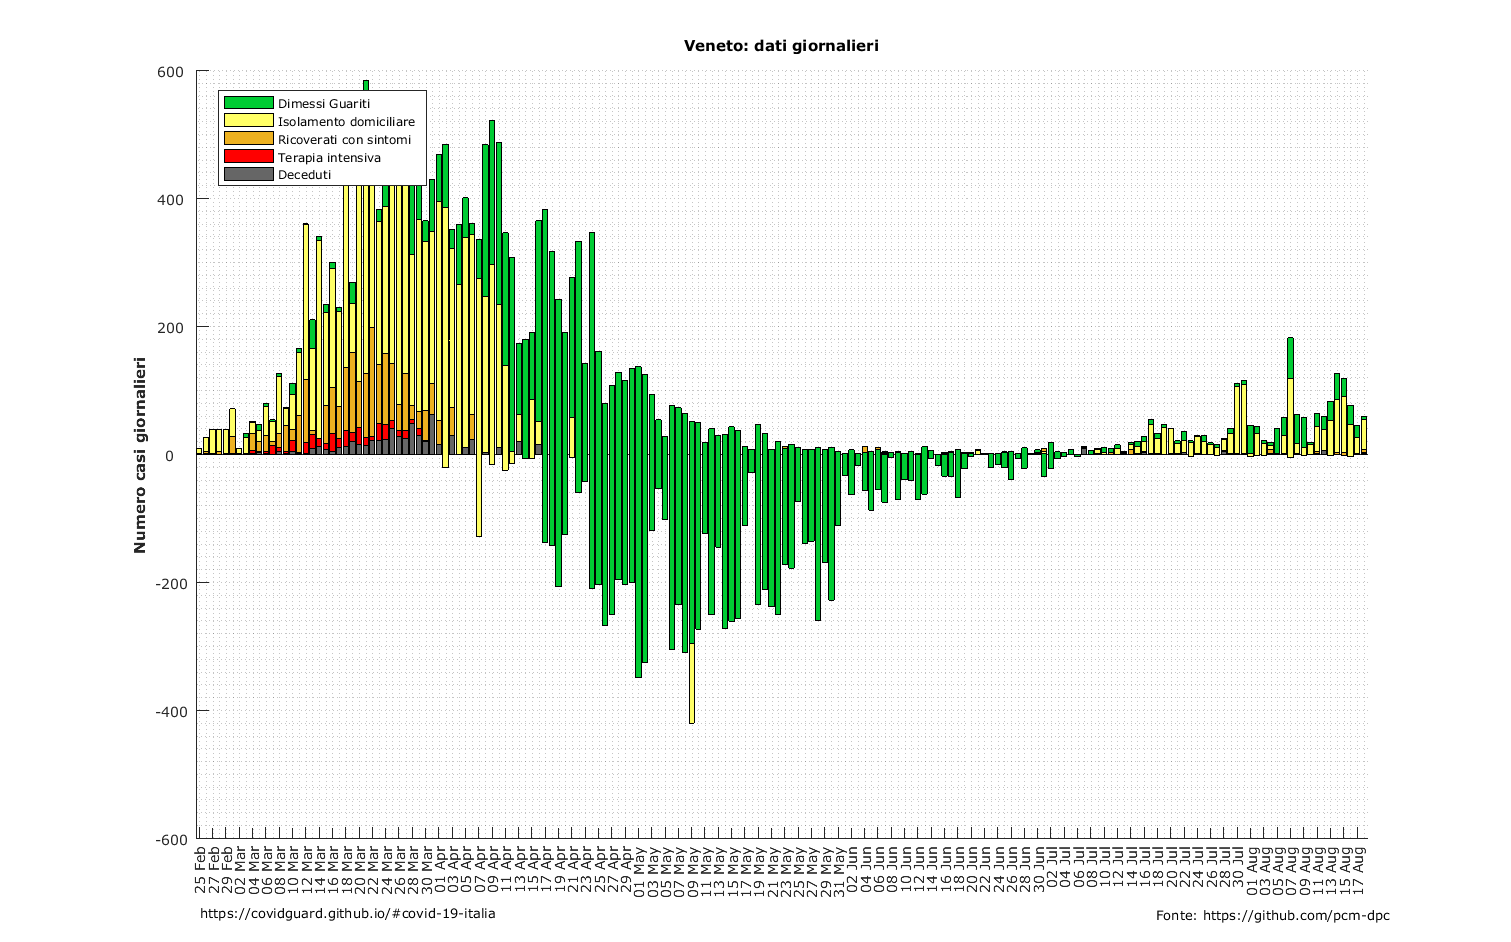 Veneto: dati giornalieri
600
400
200
0
-200
-400
-600
Numero casi giornalieri
Dimessi Guariti
Isolamento domiciliare
Ricoverati con sintomi
Terapia intensiva
Deceduti
25 Feb
27 Feb
29 Feb
02 Mar
04 Mar
06 Mar
08 Mar
10 Mar
12 Mar
14 Mar
16 Mar
18 Mar
20 Mar
22 Mar
24 Mar
26 Mar
28 Mar
30 Mar
01 Apr
03 Apr
05 Apr
07 Apr
09 Apr
11 Apr
13 Apr
15 Apr
17 Apr
19 Apr
21 Apr
23 Apr
25 Apr
27 Apr
29 Apr
01 May
03 May
05 May
07 May
09 May
11 May
13 May
15 May
17 May
19 May
21 May
23 May
25 May
27 May
29 May
31 May
02 Jun
04 Jun
06 Jun
08 Jun
10 Jun
12 Jun
14 Jun
16 Jun
18 Jun
20 Jun
22 Jun
24 Jun
26 Jun
28 Jun
30 Jun
02 Jul
04 Jul
06 Jul
08 Jul
10 Jul
12 Jul
14 Jul
16 Jul
18 Jul
20 Jul
22 Jul
24 Jul
26 Jul
28 Jul
30 Jul
01 Aug
03 Aug
05 Aug
07 Aug
09 Aug
11 Aug
13 Aug
15 Aug
17 Aug
https://covidguard.github.io/#covid-19-italia
Fonte: https://github.com/pcm-dpc